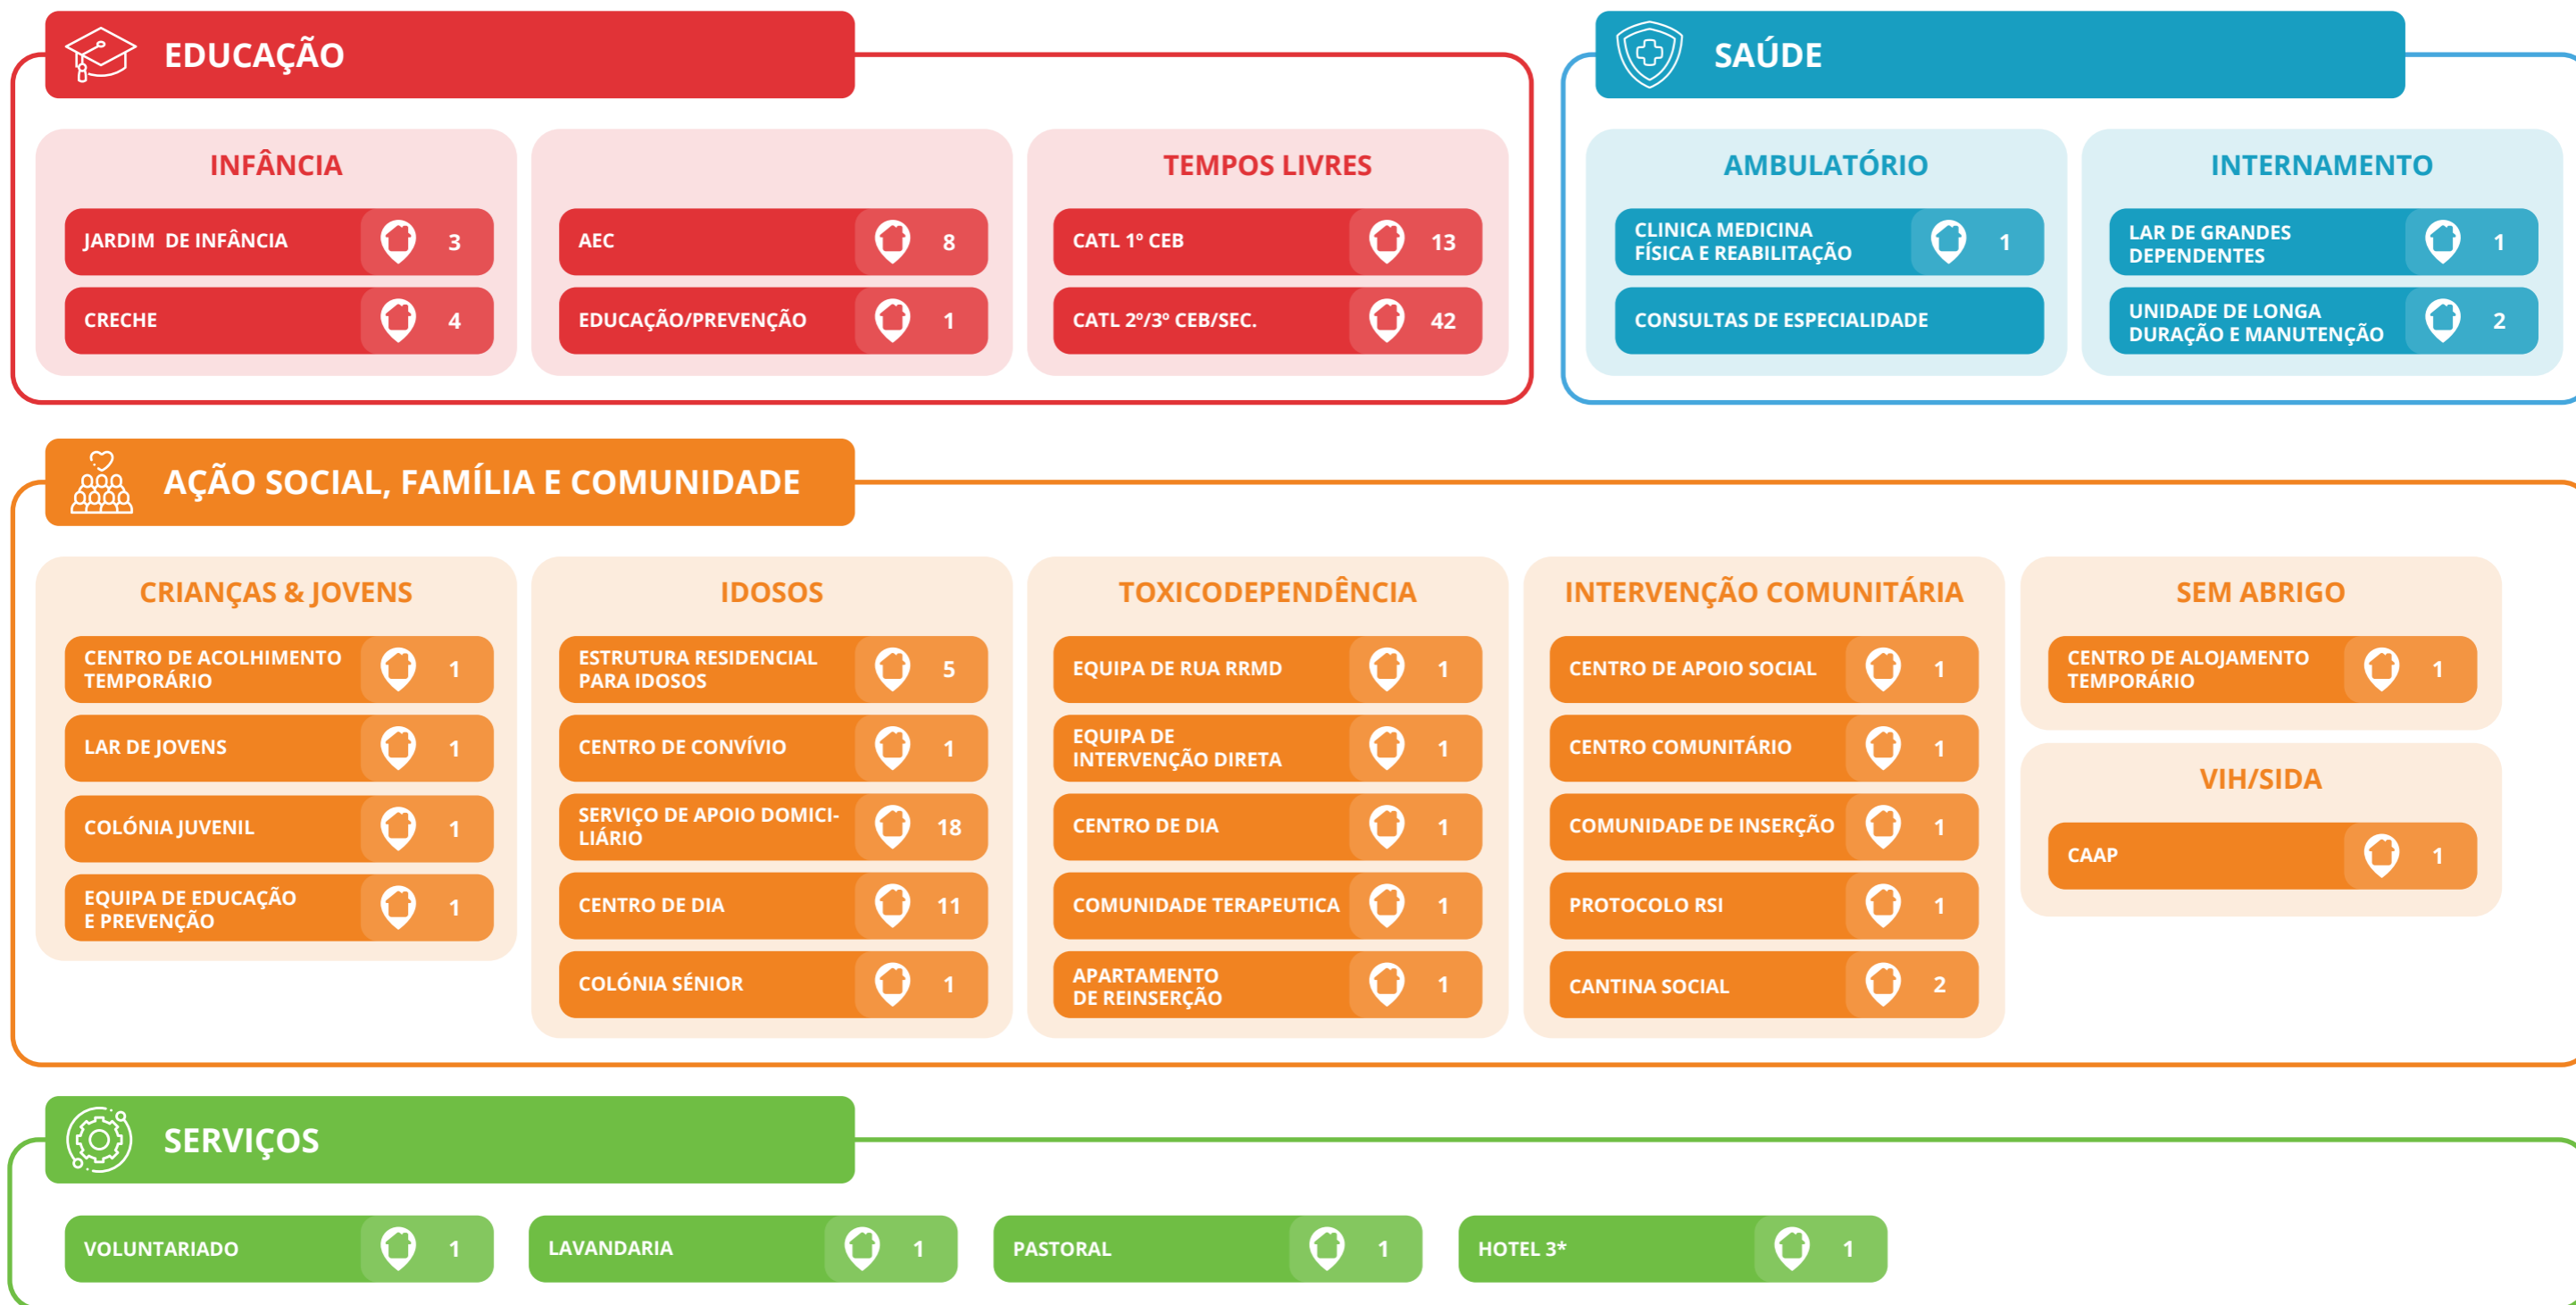 EDUCAÇÃO
INFÂNCIA
JARDIM DE INFÂNCIA 3
CRECHE 4
AEC 8
EDUCAÇÃO/PREVENÇÃO 1
TEMPOS LIVRES
CATL 1º CEB 13
CATL 2º/3º CEB/SEC. 42
SAÚDE
AMBULATÓRIO
CLINICA MEDICINA
FÍSICA E REABILITAÇÃO 1
CONSULTAS DE ESPECIALIDADE
INTERNAMENTO
LAR DE GRANDES
DEPENDENTES 1
UNIDADE DE LONGA
DURAÇÃO E MANUTENÇÃO 2
AÇÃO SOCIAL, FAMÍLIA E COMUNIDADE
CRIANÇAS & JOVENS
CENTRO DE ACOLHIMENTO
TEMPORÁRIO 1
LAR DE JOVENS 1
COLÓNIA JUVENIL 1
EQUIPA DE EDUCAÇÃO
E PREVENÇÃO 1
IDOSOS
ESTRUTURA RESIDENCIAL
PARA IDOSOS 5
CENTRO DE CONVÍVIO 1
SERVIÇO DE APOIO DOMICI-
LIÁRIO 18
CENTRO DE DIA 11
COLÓNIA SÉNIOR 1
TOXICODEPENDÊNCIA
EQUIPA DE RUA RRMD 1
EQUIPA DE
INTERVENÇÃO DIRETA 1
CENTRO DE DIA 1
COMUNIDADE TERAPEUTICA 1
APARTAMENTO
DE REINSERÇÃO 1
INTERVENÇÃO COMUNITÁRIA
CENTRO DE APOIO SOCIAL 1
CENTRO COMUNITÁRIO 1
COMUNIDADE DE INSERÇÃO 1
PROTOCOLO RSI 1
CANTINA SOCIAL 2
SEM ABRIGO
CENTRO DE ALOJAMENTO
TEMPORÁRIO 1
VIH/SIDA
CAAP 1
SERVIÇOS
VOLUNTARIADO 1
LAVANDARIA 1
PASTORAL 1
HOTEL 3* 1